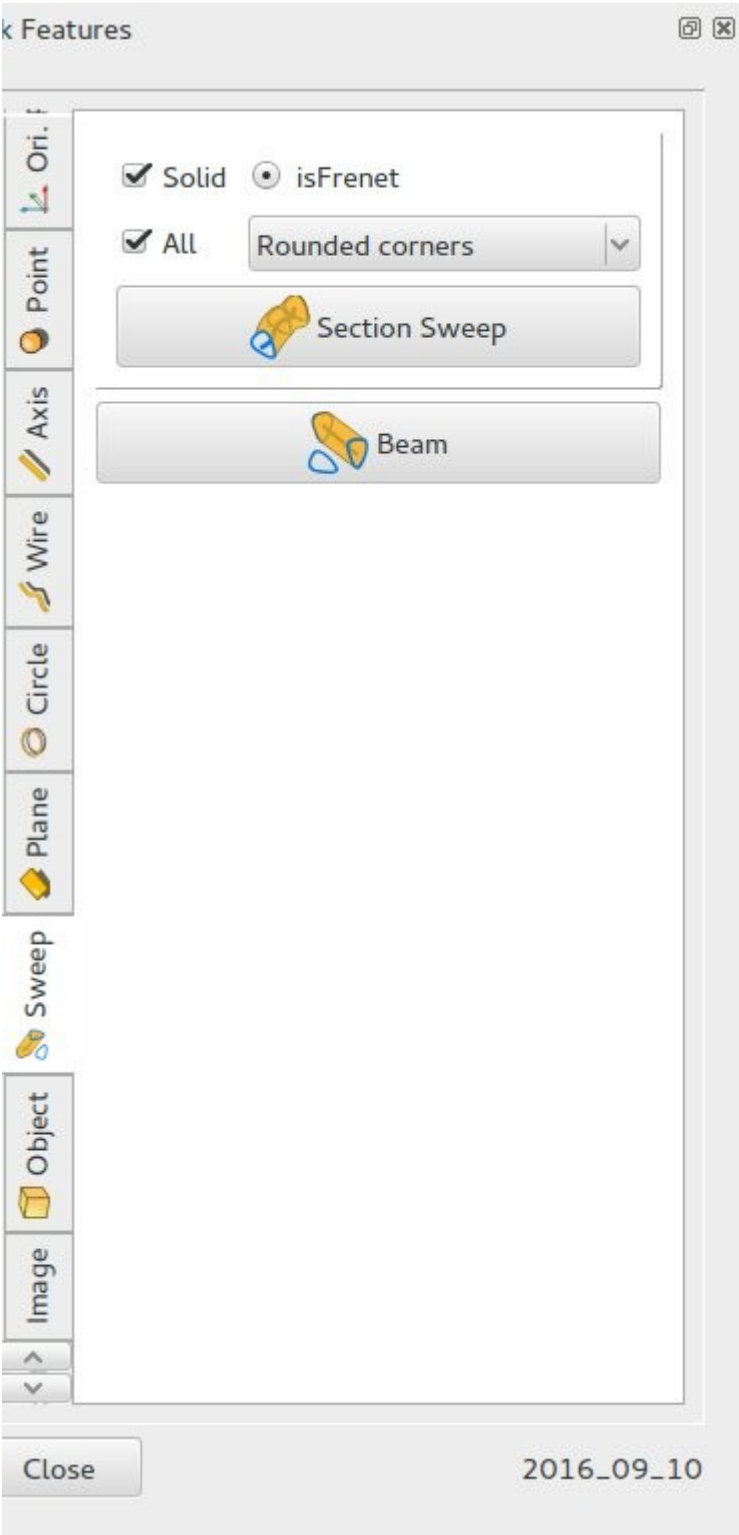 k Features
Ori.
Point
Axis
Wire
Circle
Plane
Sweep
Object
Image
Solid
isFrenet
All
Rounded corners
Section Sweep
Beam
Close
2016_09_10